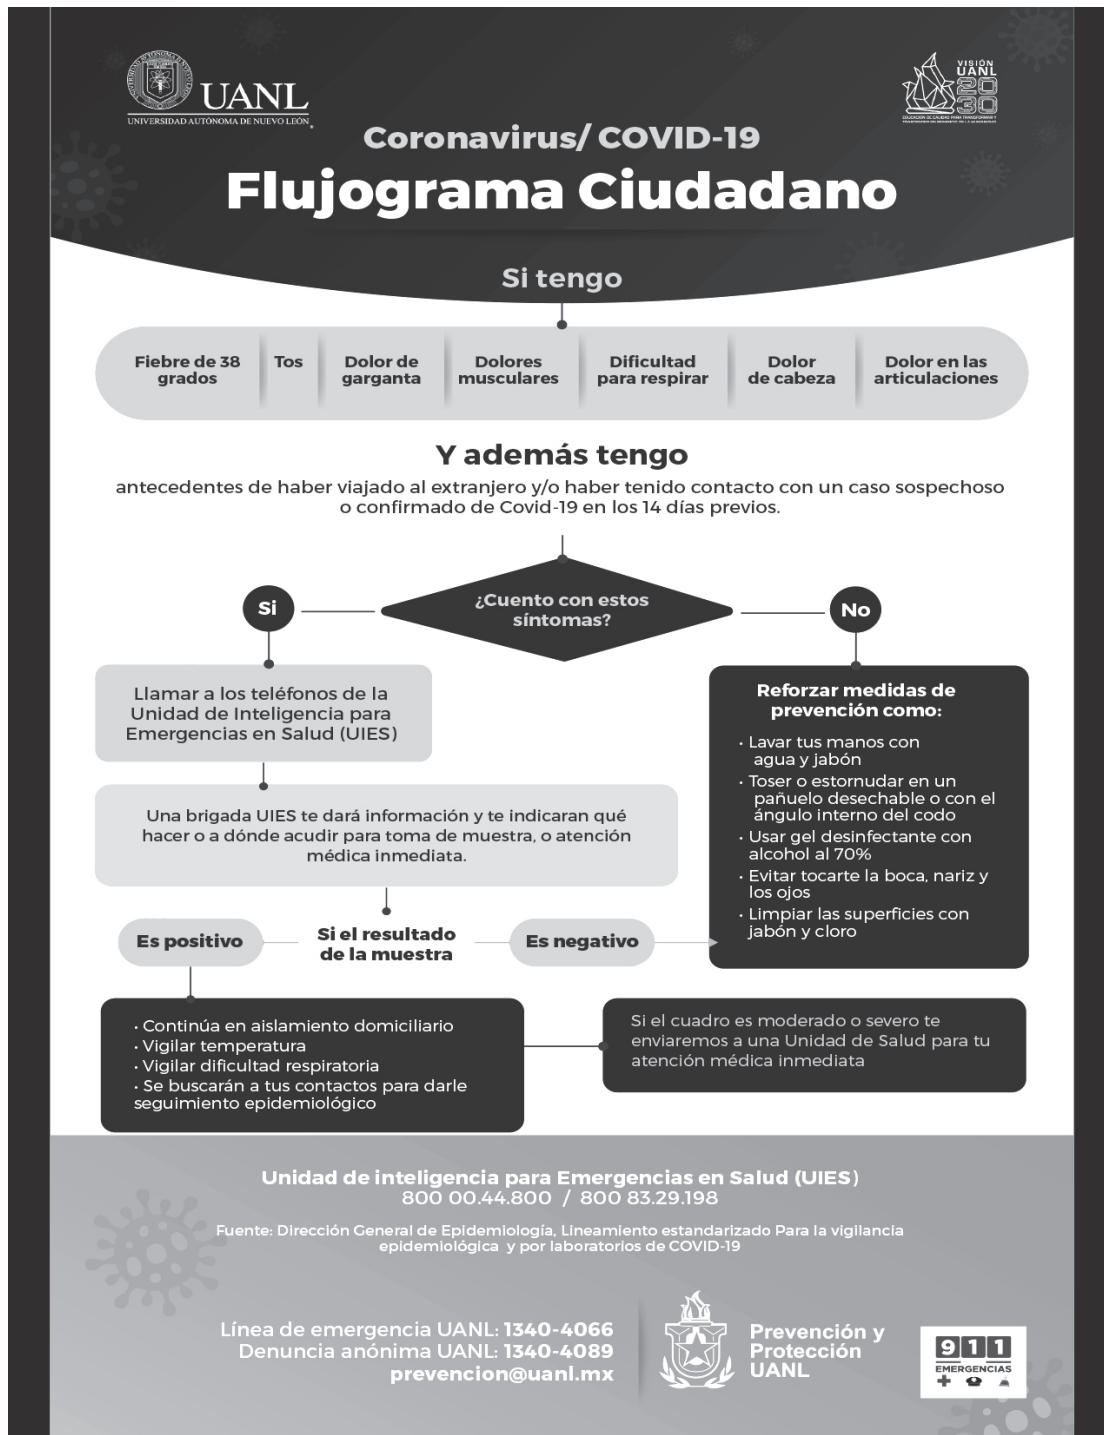 UANL
UNIVERSIDAD AUTÓNOMA DE NUEVO LEÓN
VISIÓN
UANL
20
30
Coronavirus/ COVID-19
Flujograma Ciudadano
Si tengo
Fiebre de 38
grados
Tos
Dolor de
garganta
Dolores
musculares
Dificultad
para respirar
Dolor
de cabeza
Dolor en las
articulaciones
Y además tengo
antecedentes de haber viajado al extranjero y/o haber tenido contacto con un caso sospechoso
o confirmado de Covid-19 en los 14 días previos.
¿Cuento con estos
síntomas?
Si
No
Llamar a los teléfonos de la
Unidad de Inteligencia para
Emergencias en Salud (UIES)
Una brigada UIES te dará información y te indicaran qué
hacer o a dónde acudir para toma de muestra, o atención
médica inmediata.
Reforzar medidas de
prevención como:
• Lavar tus manos con
agua y jabón
• Toser o estornudar en un
pañuelo desechable o con el
ángulo interno del codo
• Usar gel desinfectante con
alcohol al 70%
• Evitar tocarte la boca, nariz y
los ojos
• Limpiar las superficies con
jabón y cloro
Es positivo
Si el resultado
de la muestra
Es negativo
• Continúa en aislamiento domiciliario
• Vigilar temperatura
• Vigilar dificultad respiratoria
• Se buscarán a tus contactos para darle
seguimiento epidemiológico
Si el cuadro es moderado o severo te
enviaremos a una Unidad de Salud para tu
atención médica inmediata
Unidad de inteligencia para Emergencias en Salud (UIES)
800 00.44.800 / 800 83.29.198
Fuente: Dirección General de Epidemiología, Lineamiento estandarizado Para la vigilancia
epidemiológica y por laboratorios de COVID-19
Línea de emergencia UANL: 1340-4066
Denuncia anónima UANL: 1340-4089
prevencion@uanl.mx
Prevención y
Protección
UANL
911
EMERGENCIAS